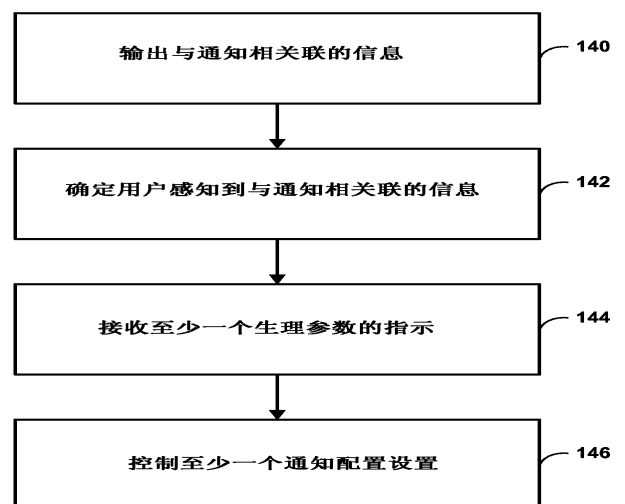 输出与通知相关联的信息
140
确定用户感知到与通知相关联的信息
142
接收至少一个生理参数的指示
144
控制至少一个通知配置设置
146